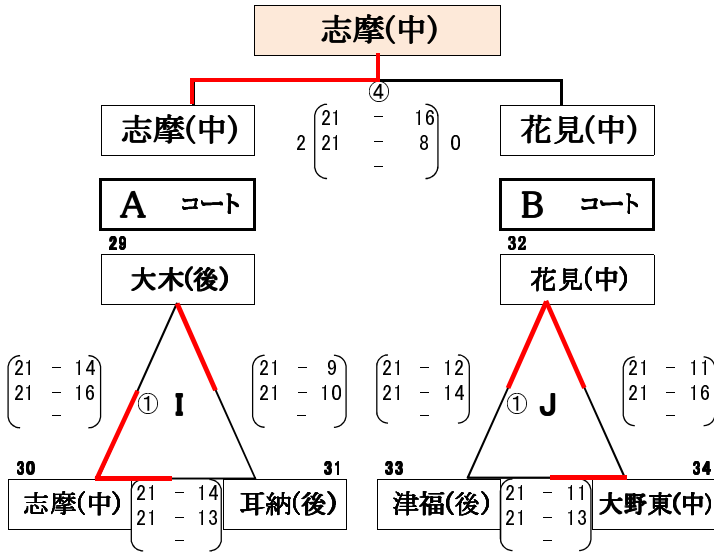 志摩(中)
④
志摩(中)
花見(中)
2 21 - 16 0
21 - 8
-
A コート
B コート
29
32
大木(後)
花見(中)
21 - 14
21 - 16
-
① I
21 - 9
21 - 10
-
21 - 12
21 - 14
-
① J
21 - 11
21 - 16
-
30
31
33
34
志摩(中)
21 - 14
21 - 13
-
耳納(後)
津福(後)
21 - 11
21 - 13
-
大野東(中)